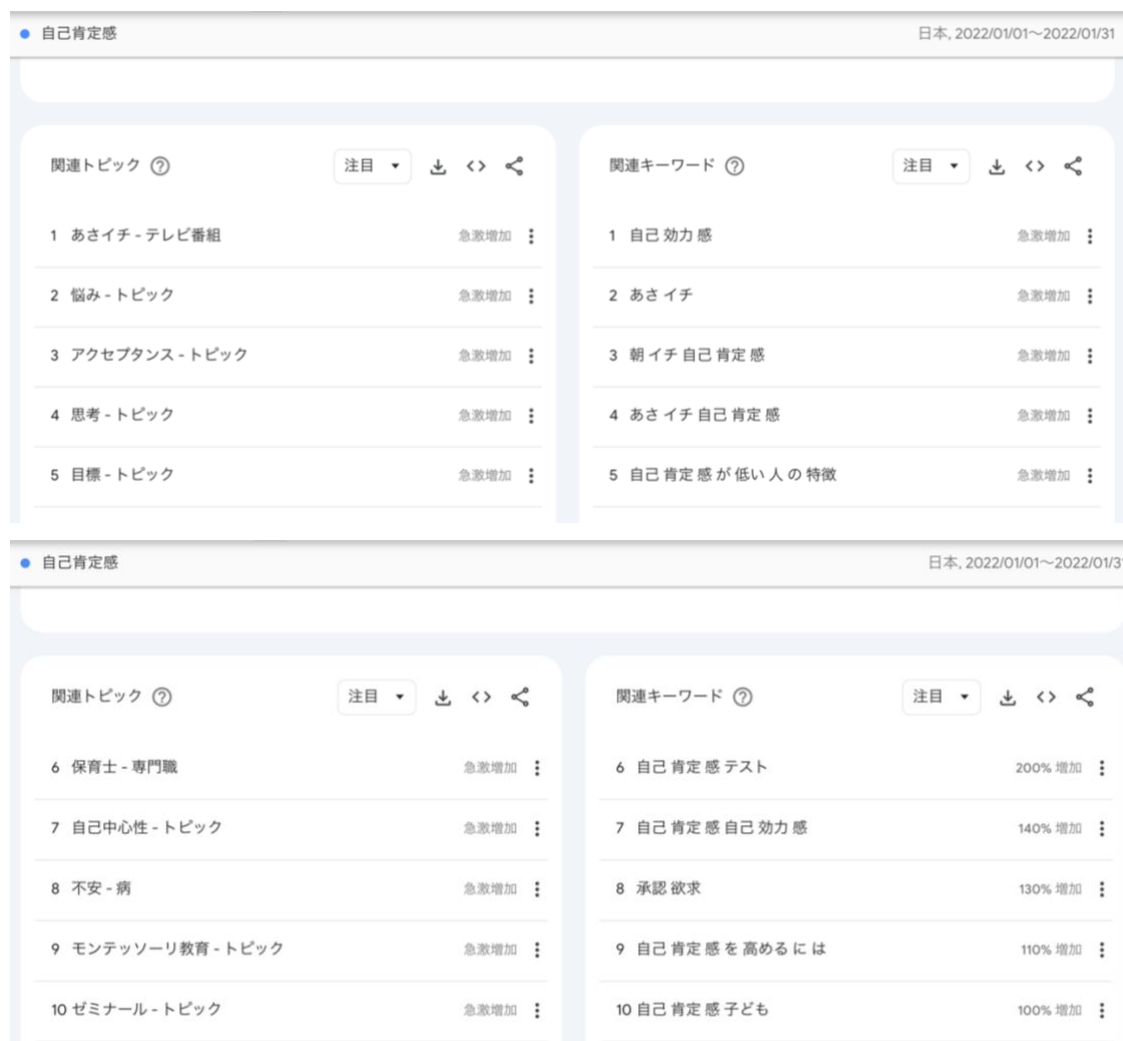 自己肯定感 日本, 2022/01/01～2022/01/31
関連トピック ? 注目
1 あさイチ - テレビ番組 急激増加
2 悩み - トピック 急激増加
3 アクセプタンス - トピック 急激増加
4 思考 - トピック 急激増加
5 目標 - トピック 急激増加
関連キーワード ? 注目
1 自己 効力 感 急激増加
2 あさ イチ 急激増加
3 朝 イチ 自己 肯定 感 急激増加
4 あさ イチ 自己 肯定 感 急激増加
5 自己 肯定 感 が 低い 人 の 特徴 急激増加
自己肯定感 日本, 2022/01/01～2022/01/3
関連トピック ? 注目
6 保育士 - 専門職 急激増加
7 自己中心性 - トピック 急激増加
8 不安 - 病 急激増加
9 モンテッソーリ教育 - トピック 急激増加
10 ゼミナール - トピック 急激増加
関連キーワード ? 注目
6 自己 肯定 感 テスト 200% 増加
7 自己 肯定 感 自己 効力 感 140% 増加
8 承認 欲求 130% 増加
9 自己 肯定 感 を 高める に は 110% 増加
10 自己 肯定 感 子ども 100% 増加